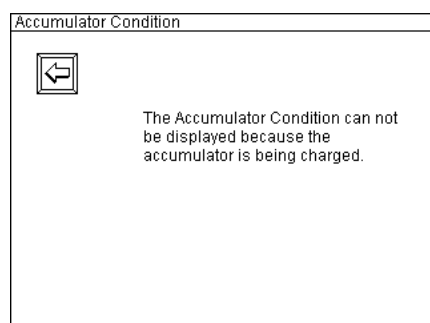 Accumulator Condition
The Accumulator Condition can not
be displayed because the
accumulator is being charged.